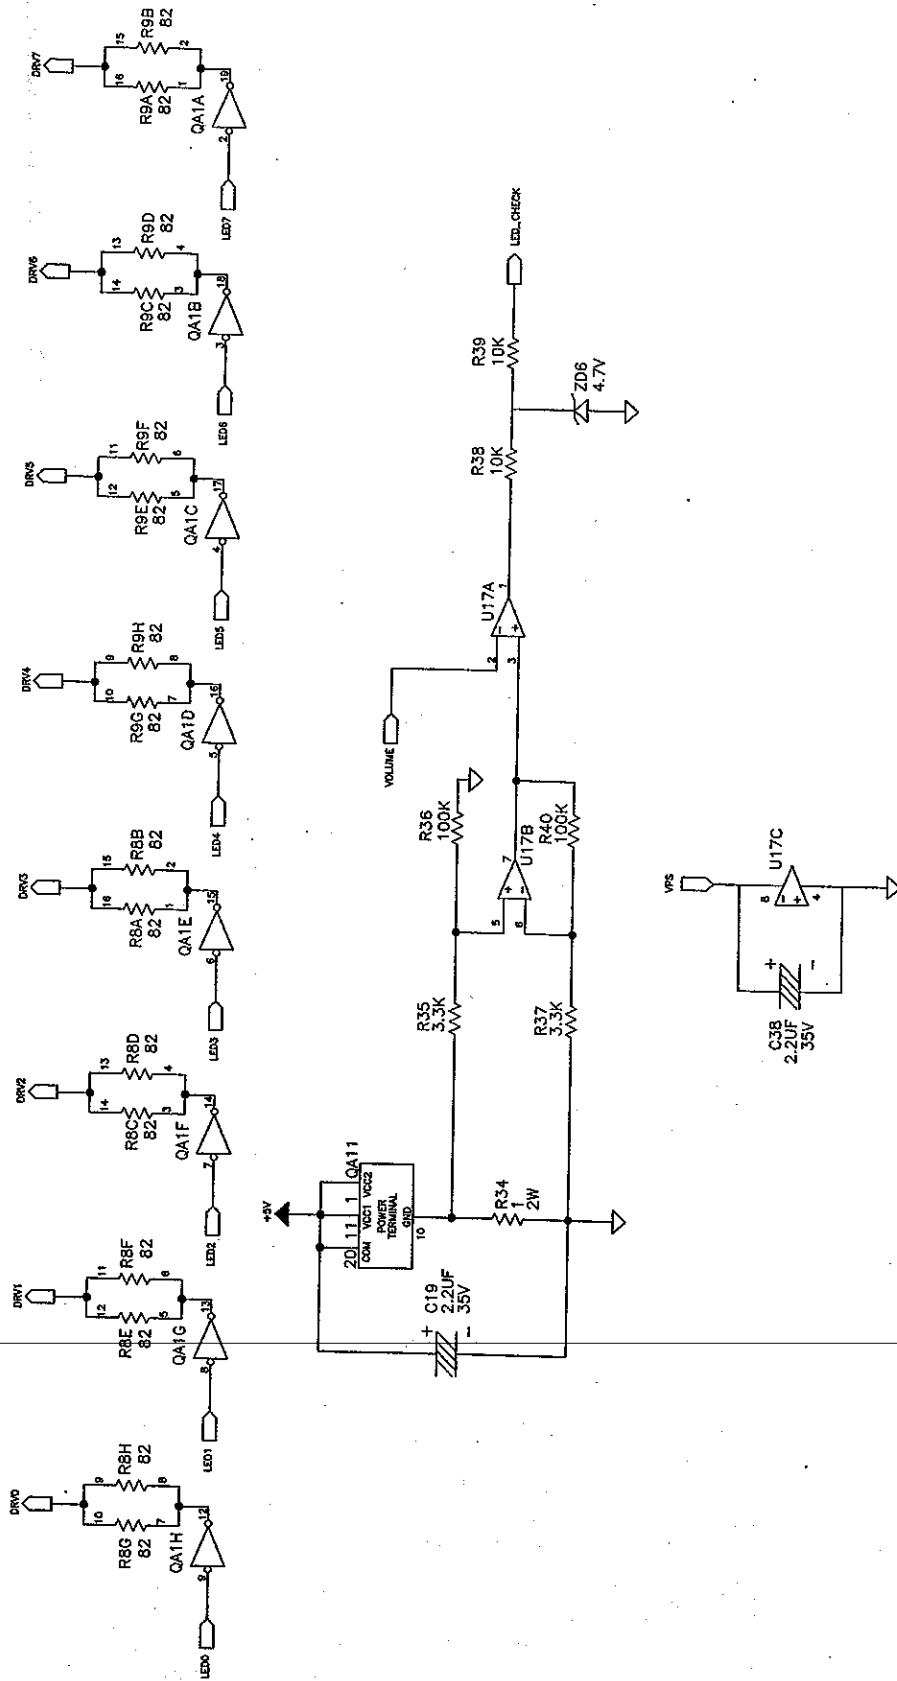 DRV7
15
R9B
82
2
16
R9A
82
1
19
QA1A
2
LED7
DRV6
13
R9D
82
4
14
R9C
82
3
18
QA1B
3
LED6
DRV5
11
R9F
82
6
12
R9E
82
5
17
QA1C
4
LED5
DRV4
9
R9H
82
8
10
R9G
82
7
16
QA1D
5
LED4
DRV3
15
R8B
82
2
16
R8A
82
1
15
QA1E
6
LED3
DRV2
13
R8D
82
4
14
R8C
82
3
14
QA1F
7
LED2
DRV1
11
R8F
82
6
12
R8E
82
5
13
QA1G
8
LED1
DRV0
9
R8H
82
8
10
R8G
82
7
12
QA1H
9
LED0
+5V
QA11
20
11
1
COM
VCC1
VCC2
POWER
TERMINAL
GND
10
C19
2.2UF
35V
+
-
R34
1
2W
R35
3.3K
R37
3.3K
R36
100K
R40
100K
U17B
5
+
6
-
7
VOLUME
U17A
2
-
3
+
1
R38
10K
R39
10K
LED_CHECK
ZD6
4.7V
VPS
U17C
8
-
+
4
C38
2.2UF
35V
+
-